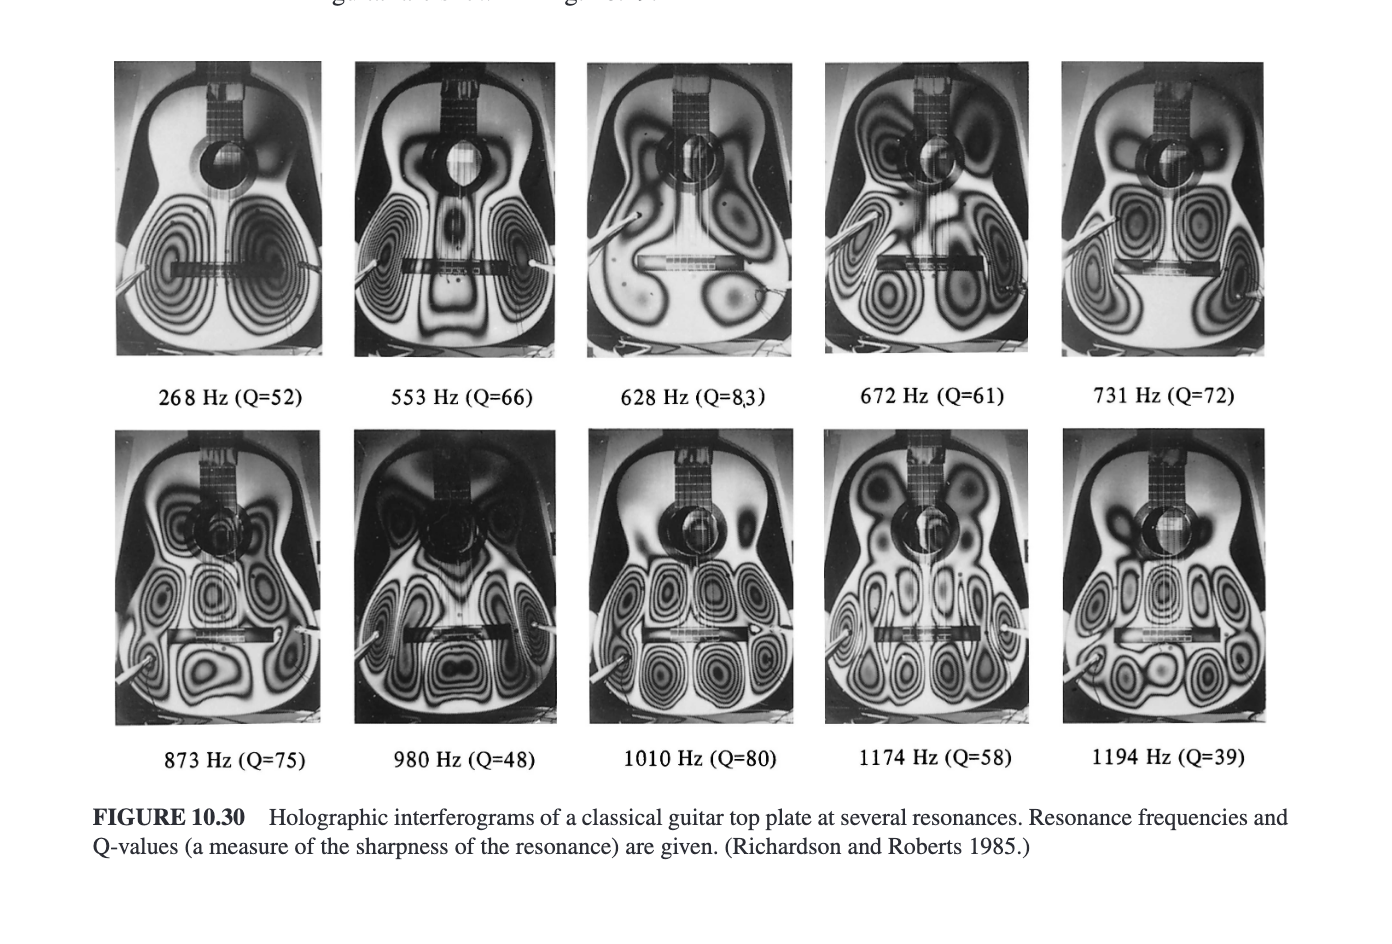 268 Hz (Q=52) 553 Hz (Q=66) 628 Hz (Q=83) 672 Hz (Q=61) 731 Hz (Q=72)
873 Hz (Q=75) 980 Hz (Q=48) 1010 Hz (Q=80) 1174 Hz (Q=58) 1194 Hz (Q=39)
FIGURE 10.30 Holographic interferograms of a classical guitar top plate at several resonances. Resonance frequencies and
Q-values (a measure of the sharpness of the resonance) are given. (Richardson and Roberts 1985.)